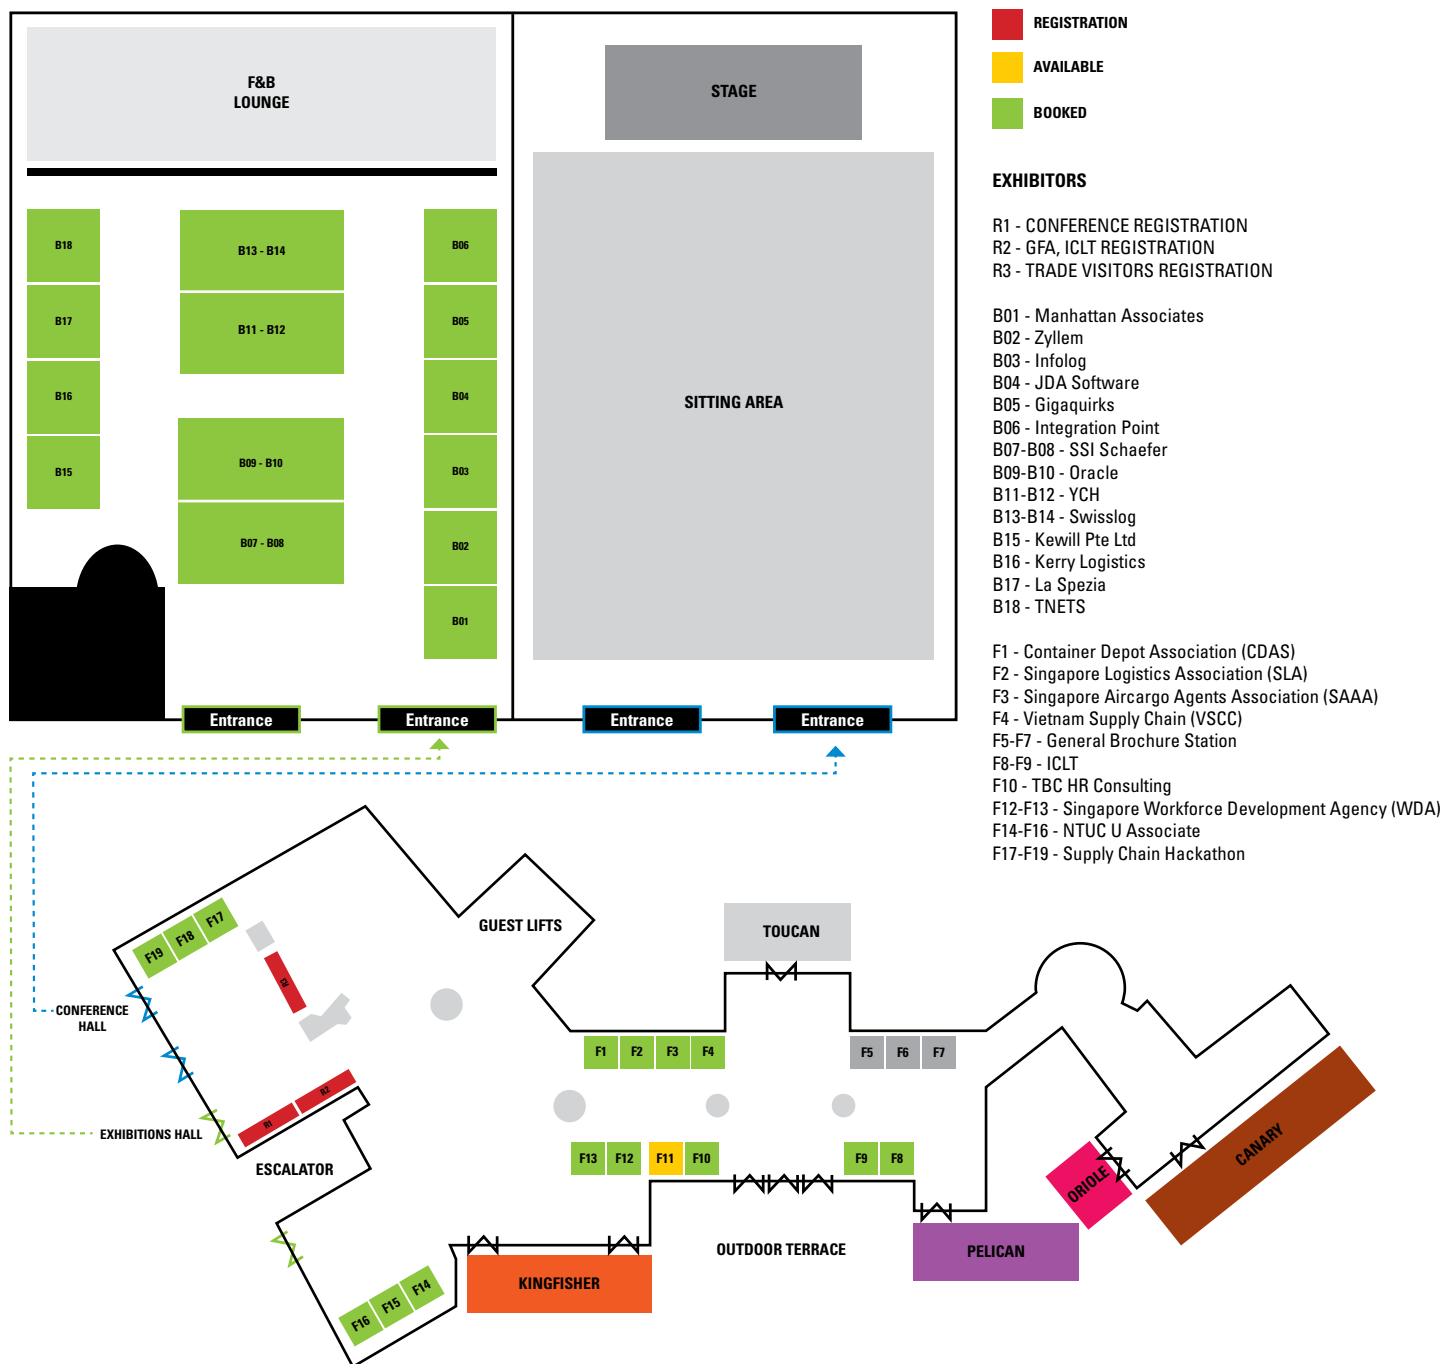 F&B
LOUNGE
STAGE
SITTING AREA
B18
B17
B16
B15
B13 - B14
B11 - B12
B09 - B10
B07 - B08
B06
B05
B04
B03
B02
B01
Entrance
Entrance
Entrance
Entrance
REGISTRATION
AVAILABLE
BOOKED
EXHIBITORS
R1 - CONFERENCE REGISTRATION
R2 - GFA, ICLT REGISTRATION
R3 - TRADE VISITORS REGISTRATION
B01 - Manhattan Associates
B02 - Zyllem
B03 - Infolog
B04 - JDA Software
B05 - Gigaquirks
B06 - Integration Point
B07-B08 - SSI Schaefer
B09-B10 - Oracle
B11-B12 - YCH
B13-B14 - Swisslog
B15 - Kewill Pte Ltd
B16 - Kerry Logistics
B17 - La Spezia
B18 - TNETS
F1 - Container Depot Association (CDAS)
F2 - Singapore Logistics Association (SLA)
F3 - Singapore Aircargo Agents Association (SAAA)
F4 - Vietnam Supply Chain (VSCC)
F5-F7 - General Brochure Station
F8-F9 - ICLT
F10 - TBC HR Consulting
F12-F13 - Singapore Workforce Development Agency (WDA)
F14-F16 - NTUC U Associate
F17-F19 - Supply Chain Hackathon
GUEST LIFTS
TOUCAN
F19
F18
F17
R3
CONFERENCE
HALL
F1
F2
F3
F4
F5
F6
F7
R1
R2
EXHIBITIONS HALL
ESCALATOR
F13
F12
F11
F10
F9
F8
ORIOLE
CANARY
OUTDOOR TERRACE
PELICAN
KINGFISHER
F16
F15
F14